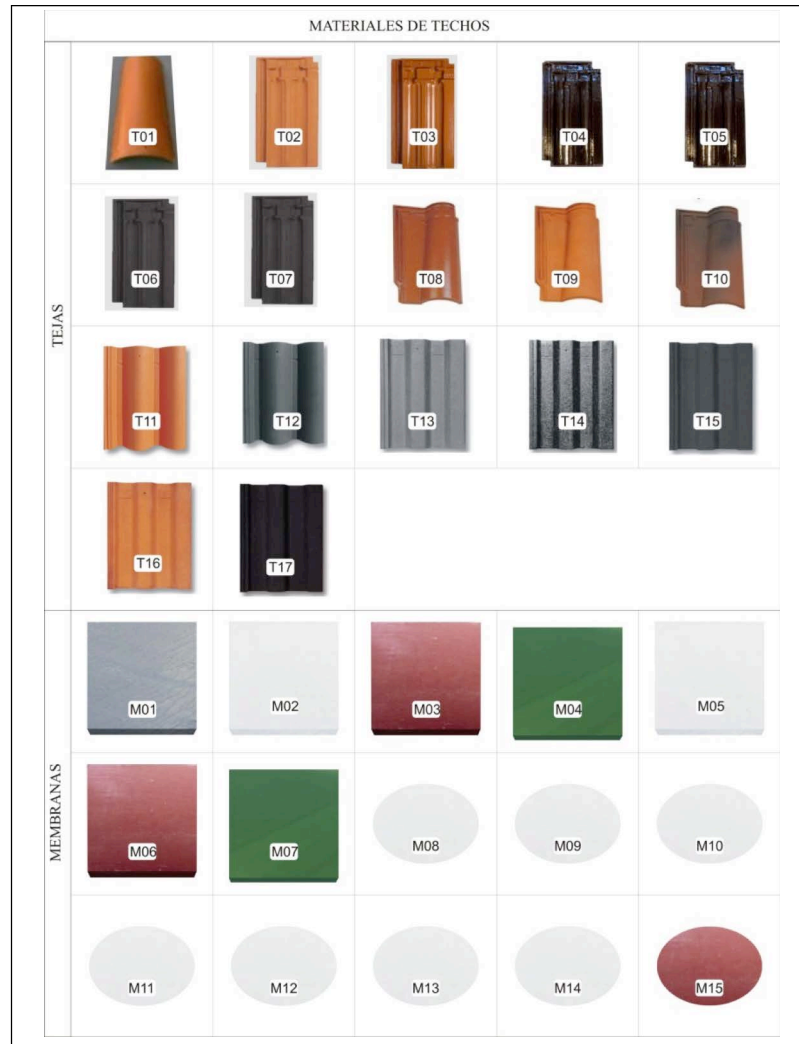 MATERIALES DE TECHOS
TEJAS
T01 T02 T03 T04 T05
T06 T07 T08 T09 T10
T11 T12 T13 T14 T15
T16 T17
MEMBRANAS
M01 M02 M03 M04 M05
M06 M07 M08 M09 M10
M11 M12 M13 M14 M15